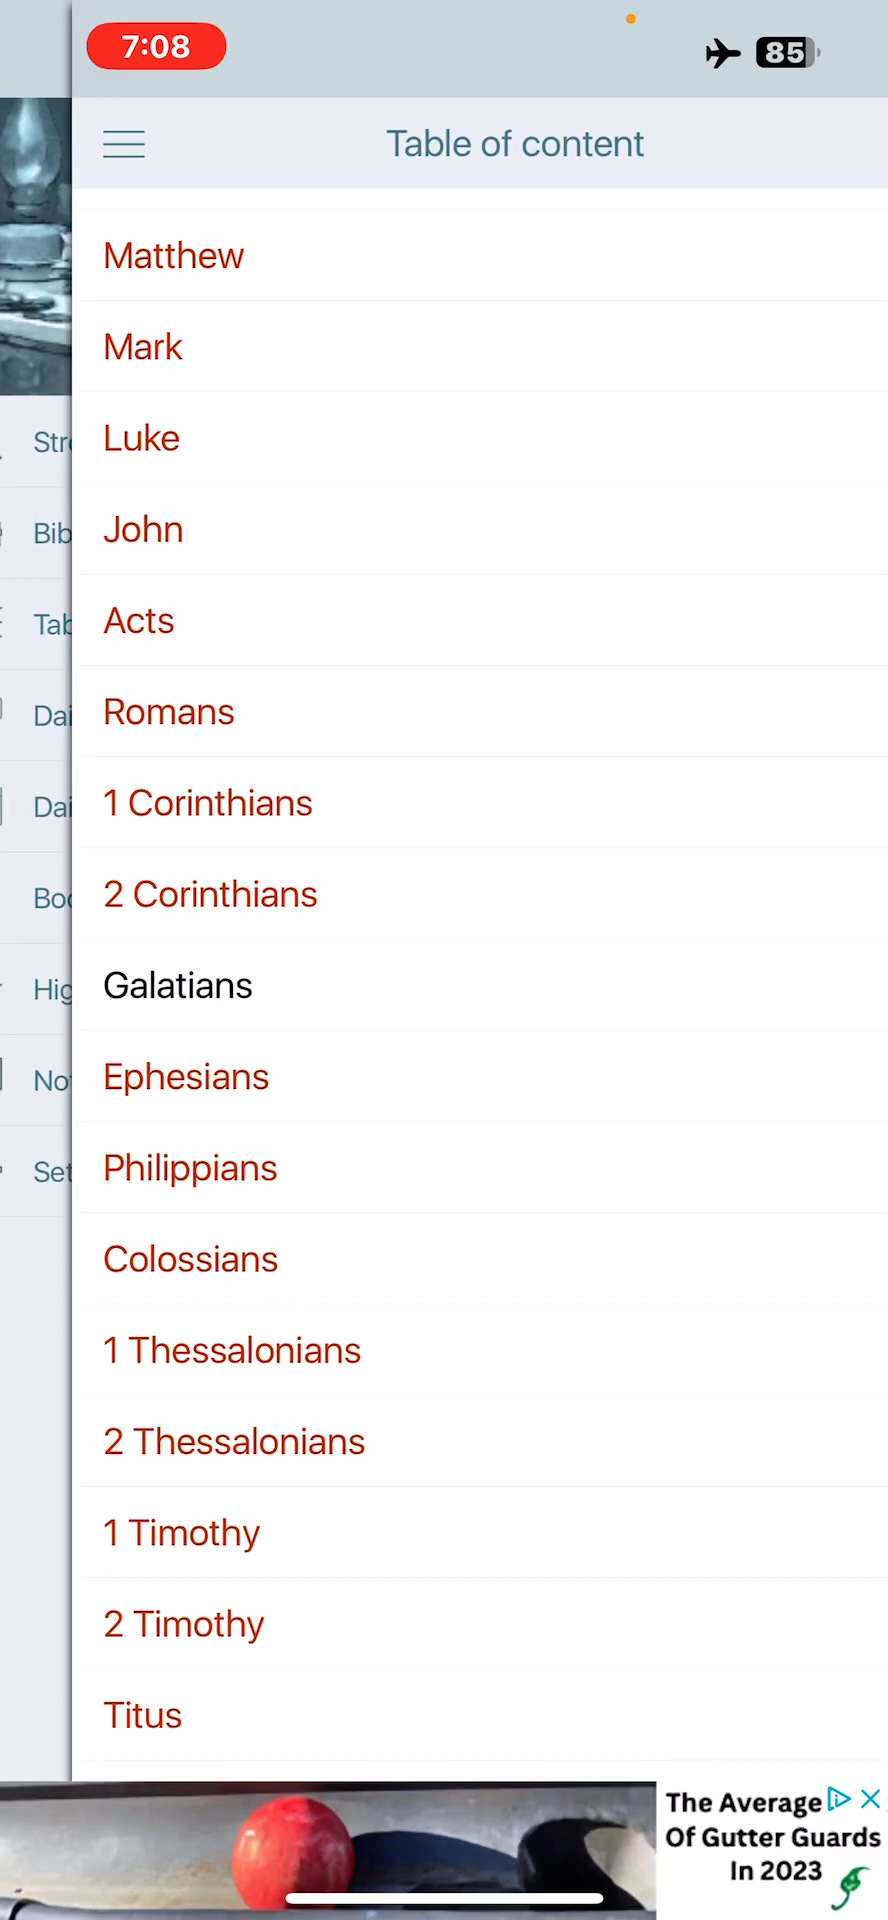 7:08
85
Table of content
Matthew
Mark
Luke
John
Acts
Romans
1 Corinthians
2 Corinthians
Galatians
Ephesians
Philippians
Colossians
1 Thessalonians
2 Thessalonians
1 Timothy
2 Timothy
Titus
Str
Bib
Tab
Dai
Dai
Boo
Hig
No
Set
The Average
Of Gutter Guards
In 2023